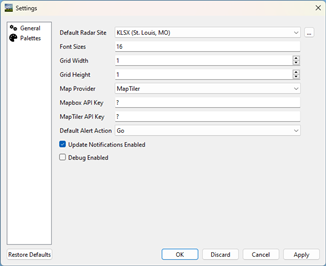 Settings
General
Palettes
Default Radar Site KLSX (St. Louis, MO) ...
Font Sizes 16
Grid Width 1
Grid Height 1
Map Provider MapTiler
Mapbox API Key ?
MapTiler API Key ?
Default Alert Action Go
Update Notifications Enabled
Debug Enabled
Restore Defaults OK Discard Cancel Apply